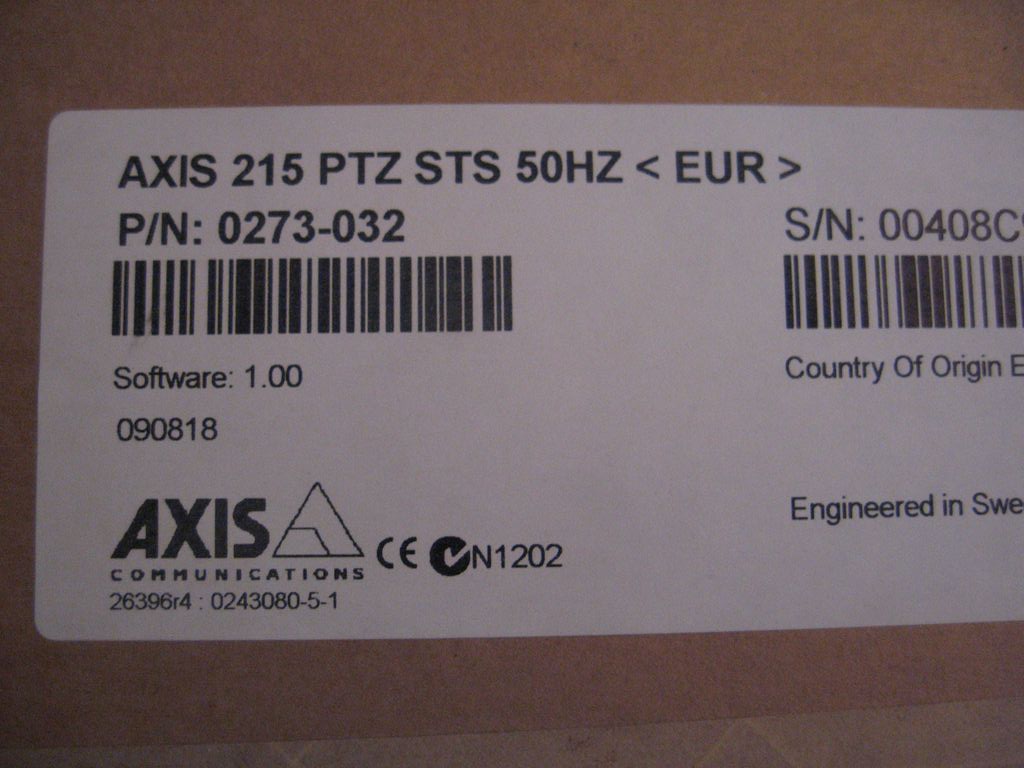 AXIS 215 PTZ STS 50HZ < EUR >
P/N: 0273-032
S/N: 00408C
Software: 1.00
Country Of Origin E
090818
Engineered in Swe
AXIS
COMMUNICATIONS
CE N1202
26396r4 : 0243080-5-1